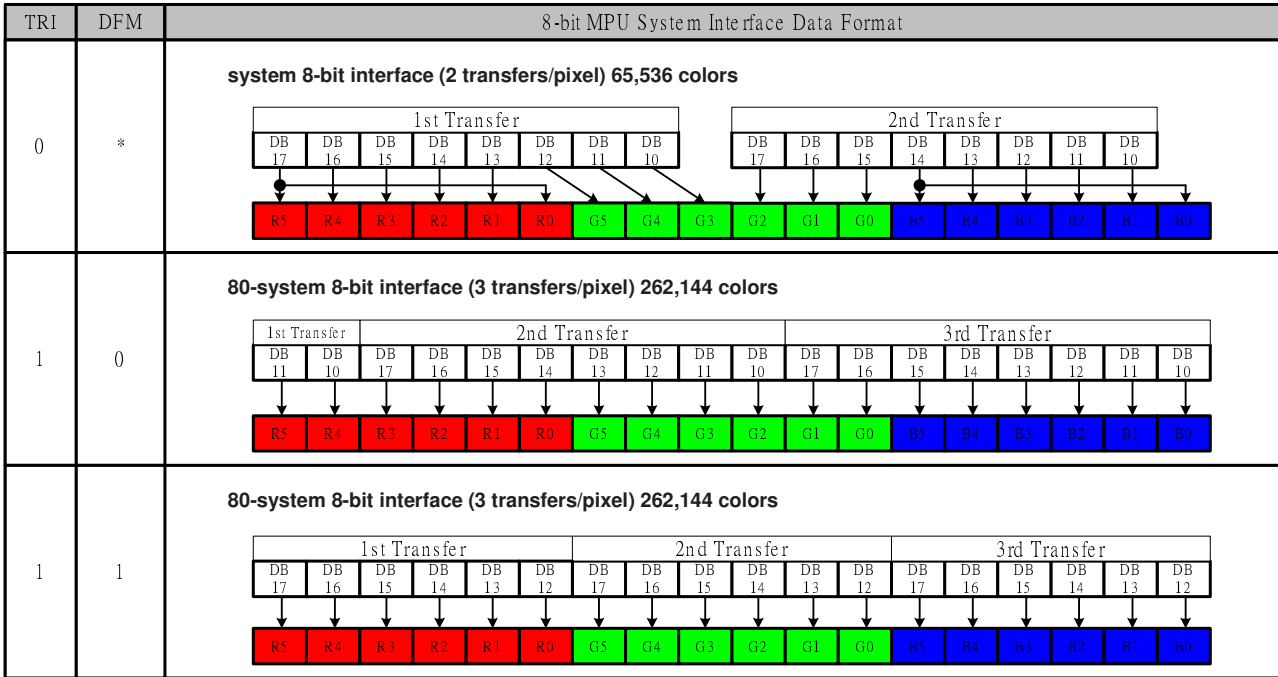 TRI DFM 8-bit MPU System Interface Data Format
system 8-bit interface (2 transfers/pixel) 65,536 colors
1st Transfer 2nd Transfer
DB DB DB DB DB DB DB DB DB DB DB DB DB DB DB DB
17 16 15 14 13 12 11 10 17 16 15 14 13 12 11 10
0 *
R5 R4 R3 R2 R1 R0 G5 G4 G3 G2 G1 G0 B5 B4 B3 B2 B1 B0
80-system 8-bit interface (3 transfers/pixel) 262,144 colors
1st Transfer 2nd Transfer 3rd Transfer
DB DB DB DB DB DB DB DB DB DB DB DB DB DB DB DB DB DB
11 10 17 16 15 14 13 12 11 10 17 16 15 14 13 12 11 10
1 0
R5 R4 R3 R2 R1 R0 G5 G4 G3 G2 G1 G0 B5 B4 B3 B2 B1 B0
80-system 8-bit interface (3 transfers/pixel) 262,144 colors
1st Transfer 2nd Transfer 3rd Transfer
DB DB DB DB DB DB DB DB DB DB DB DB DB DB DB DB DB DB
17 16 15 14 13 12 17 16 15 14 13 12 17 16 15 14 13 12
1 1
R5 R4 R3 R2 R1 R0 G5 G4 G3 G2 G1 G0 B5 B4 B3 B2 B1 B0